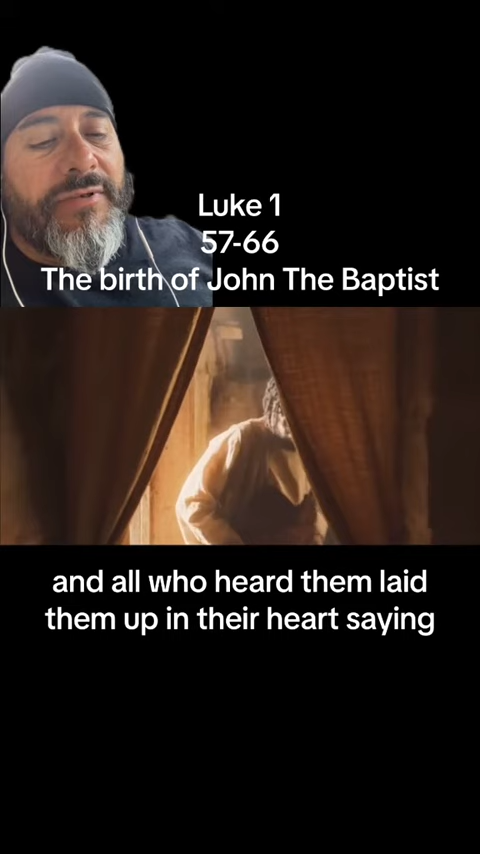 Luke 1
57-66
The birth of John The Baptist
and all who heard them laid
them up in their heart saying